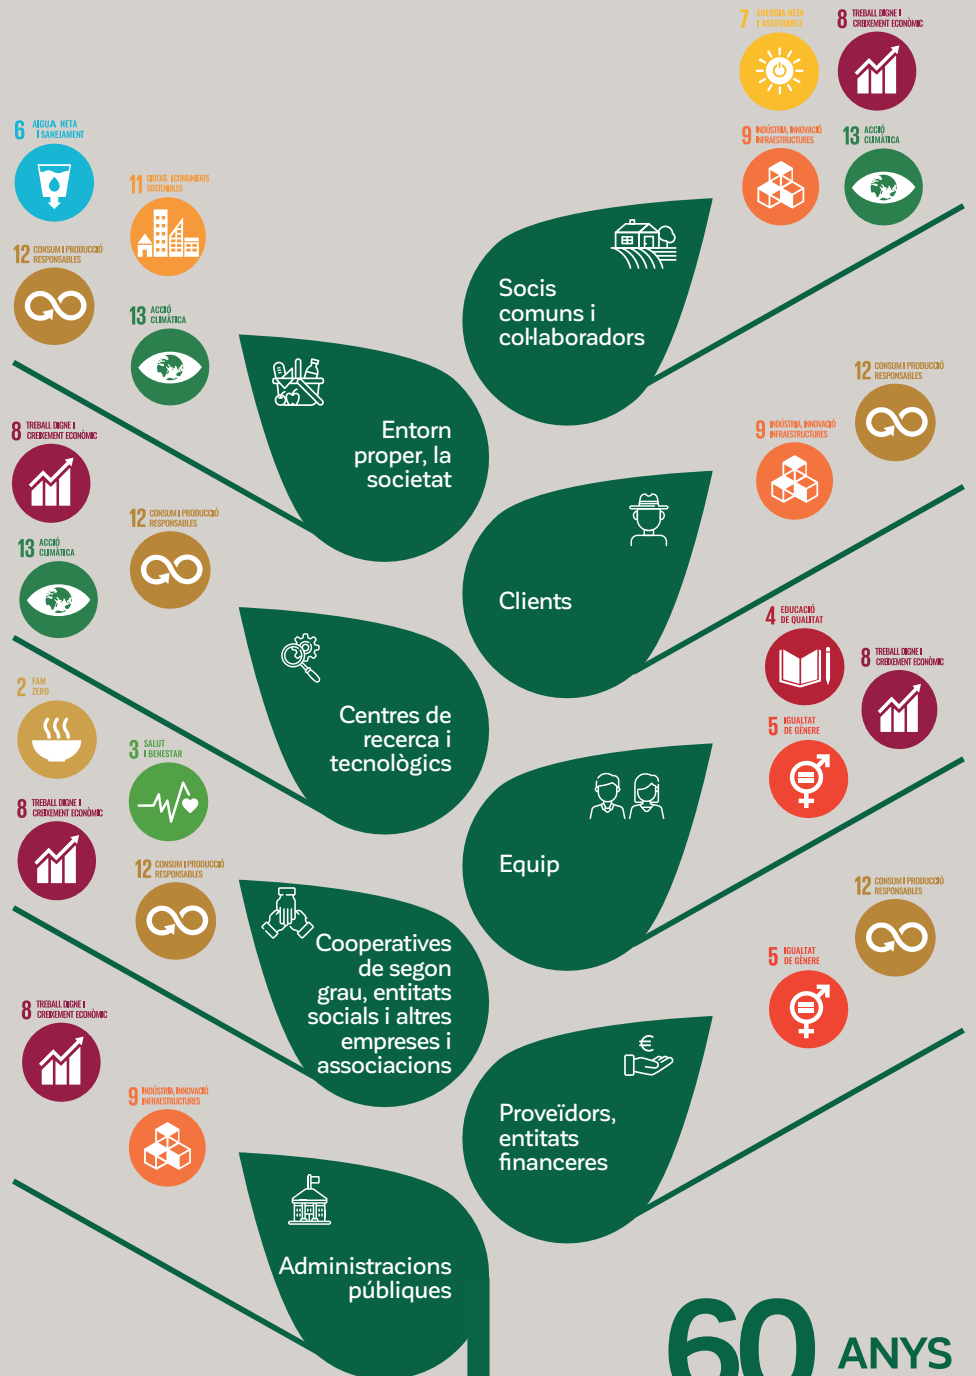 7 ENERGIA NETA
I ASSEQUIBLE
8 TREBALL DIGNE I
CREIXEMENT ECONÒMIC
6 AIGUA NETA
I SANEJAMENT
9 INDÚSTRIA, INNOVACIÓ
INFRAESTRUCTURES
13 ACCIÓ
CLIMÀTICA
11 CIUTATS I COMUNITATS
SOSTENIBLES
12 CONSUM I PRODUCCIÓ
RESPONSABLES
13 ACCIÓ
CLIMÀTICA
Socis
comuns i
col·laboradors
Entorn
proper, la
societat
12 CONSUM I PRODUCCIÓ
RESPONSABLES
9 INDÚSTRIA, INNOVACIÓ
INFRAESTRUCTURES
8 TREBALL DIGNE I
CREIXEMENT ECONÒMIC
12 CONSUM I PRODUCCIÓ
RESPONSABLES
13 ACCIÓ
CLIMÀTICA
Clients
4 EDUCACIÓ
DE QUALITAT
8 TREBALL DIGNE I
CREIXEMENT ECONÒMIC
5 IGUALTAT
DE GÈNERE
Centres de
recerca i
tecnològics
2 FAM
ZERO
3 SALUT
I BENESTAR
8 TREBALL DIGNE I
CREIXEMENT ECONÒMIC
12 CONSUM I PRODUCCIÓ
RESPONSABLES
Equip
12 CONSUM I PRODUCCIÓ
RESPONSABLES
5 IGUALTAT
DE GÈNERE
Cooperatives
de segon
grau, entitats
socials i altres
empreses i
associacions
8 TREBALL DIGNE I
CREIXEMENT ECONÒMIC
9 INDÚSTRIA, INNOVACIÓ
INFRAESTRUCTURES
€
Proveïdors,
entitats
financeres
Administracions
públiques
60 ANYS